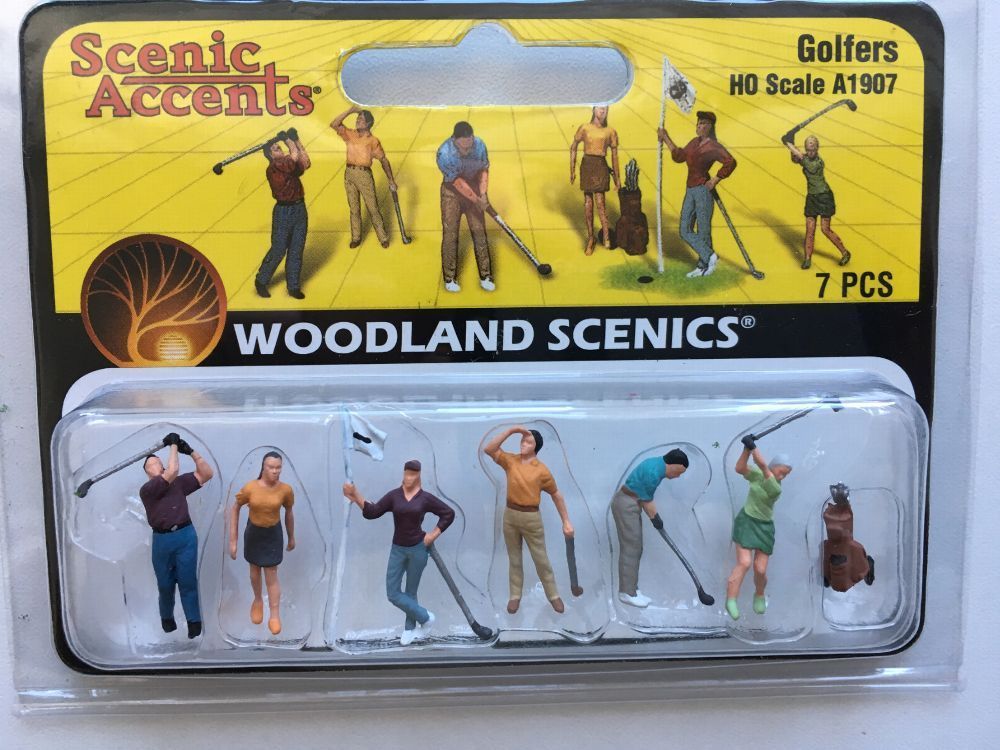 Scenic
Accents®
Golfers
HO Scale A1907
7 PCS
WOODLAND SCENICS®